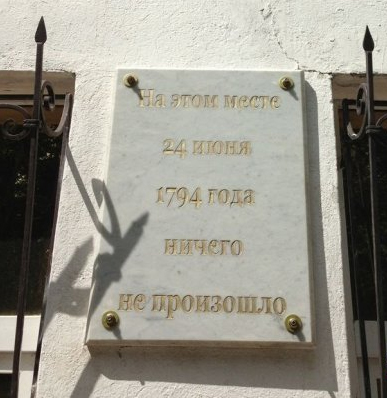 На этом месте
24 июня
1794 года
ничего
не произошло